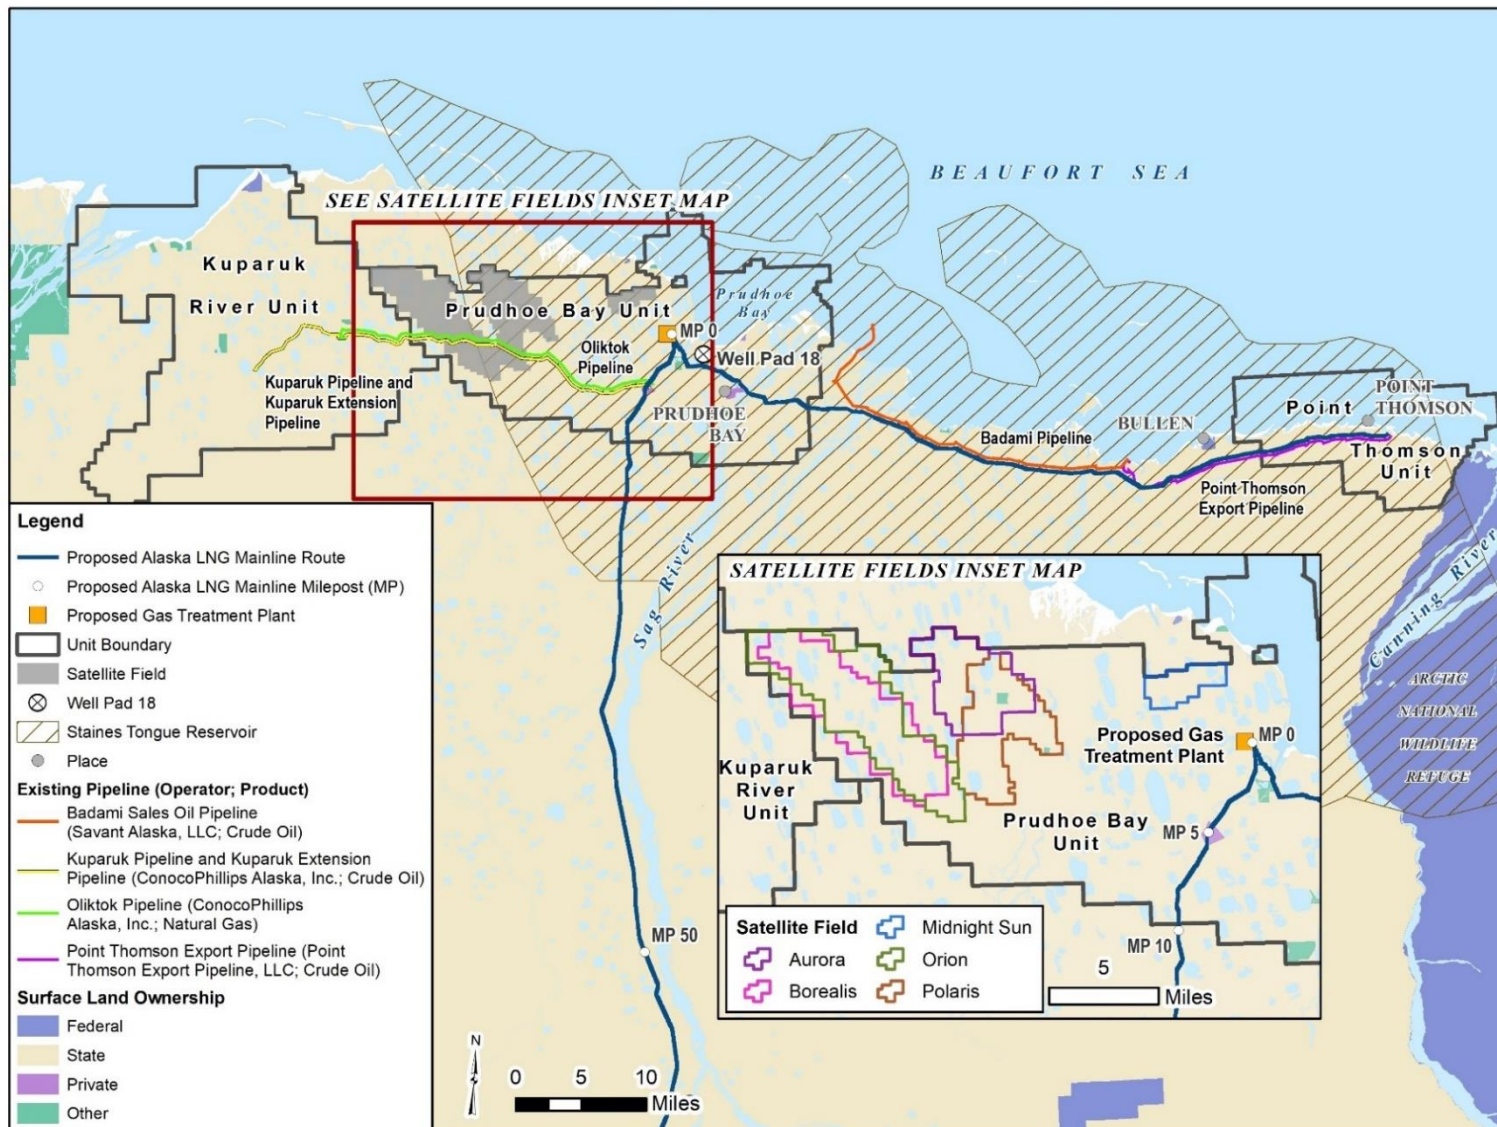 BEAUFORT SEA
SEE SATELLITE FIELDS INSET MAP
Kuparuk
River Unit
Prudhoe Bay Unit
Prudhoe
Bay
MP 0
Well Pad 18
Oliktok
Pipeline
Kuparuk Pipeline and
Kuparuk Extension
Pipeline
PRUDHOE
BAY
Badami Pipeline
BULLEN
POINT
THOMSON
Point
Thomson
Unit
Point Thomson
Export Pipeline
Sag River
Canning River
ARCTIC
NATIONAL
WILDLIFE
REFUGE
MP 50
N
0 5 10
Miles
Legend
Proposed Alaska LNG Mainline Route
Proposed Alaska LNG Mainline Milepost (MP)
Proposed Gas Treatment Plant
Unit Boundary
Satellite Field
Well Pad 18
Staines Tongue Reservoir
Place
Existing Pipeline (Operator; Product)
Badami Sales Oil Pipeline
(Savant Alaska, LLC; Crude Oil)
Kuparuk Pipeline and Kuparuk Extension
Pipeline (ConocoPhillips Alaska, Inc.; Crude Oil)
Oliktok Pipeline (ConocoPhillips
Alaska, Inc.; Natural Gas)
Point Thomson Export Pipeline (Point
Thomson Export Pipeline, LLC; Crude Oil)
Surface Land Ownership
Federal
State
Private
Other
SATELLITE FIELDS INSET MAP
Proposed Gas
Treatment Plant
MP 0
Kuparuk
River
Unit
Prudhoe Bay
Unit
MP 5
MP 10
Satellite Field
Aurora
Borealis
Midnight Sun
Orion
Polaris
5
Miles